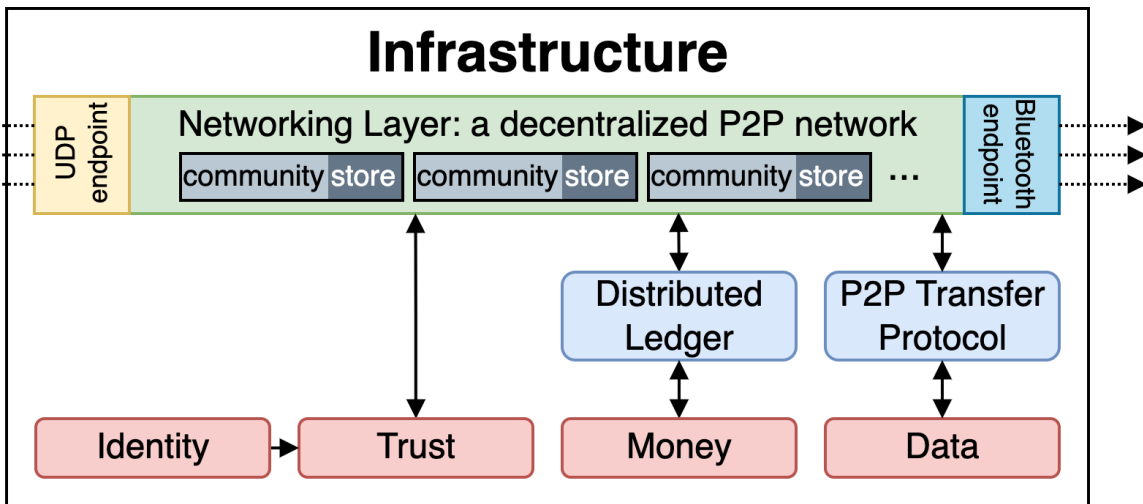 Infrastructure
UDP
endpoint
Networking Layer: a decentralized P2P network
community store
community store
community store
...
Bluetooth
endpoint
Distributed
Ledger
P2P Transfer
Protocol
Identity
Trust
Money
Data